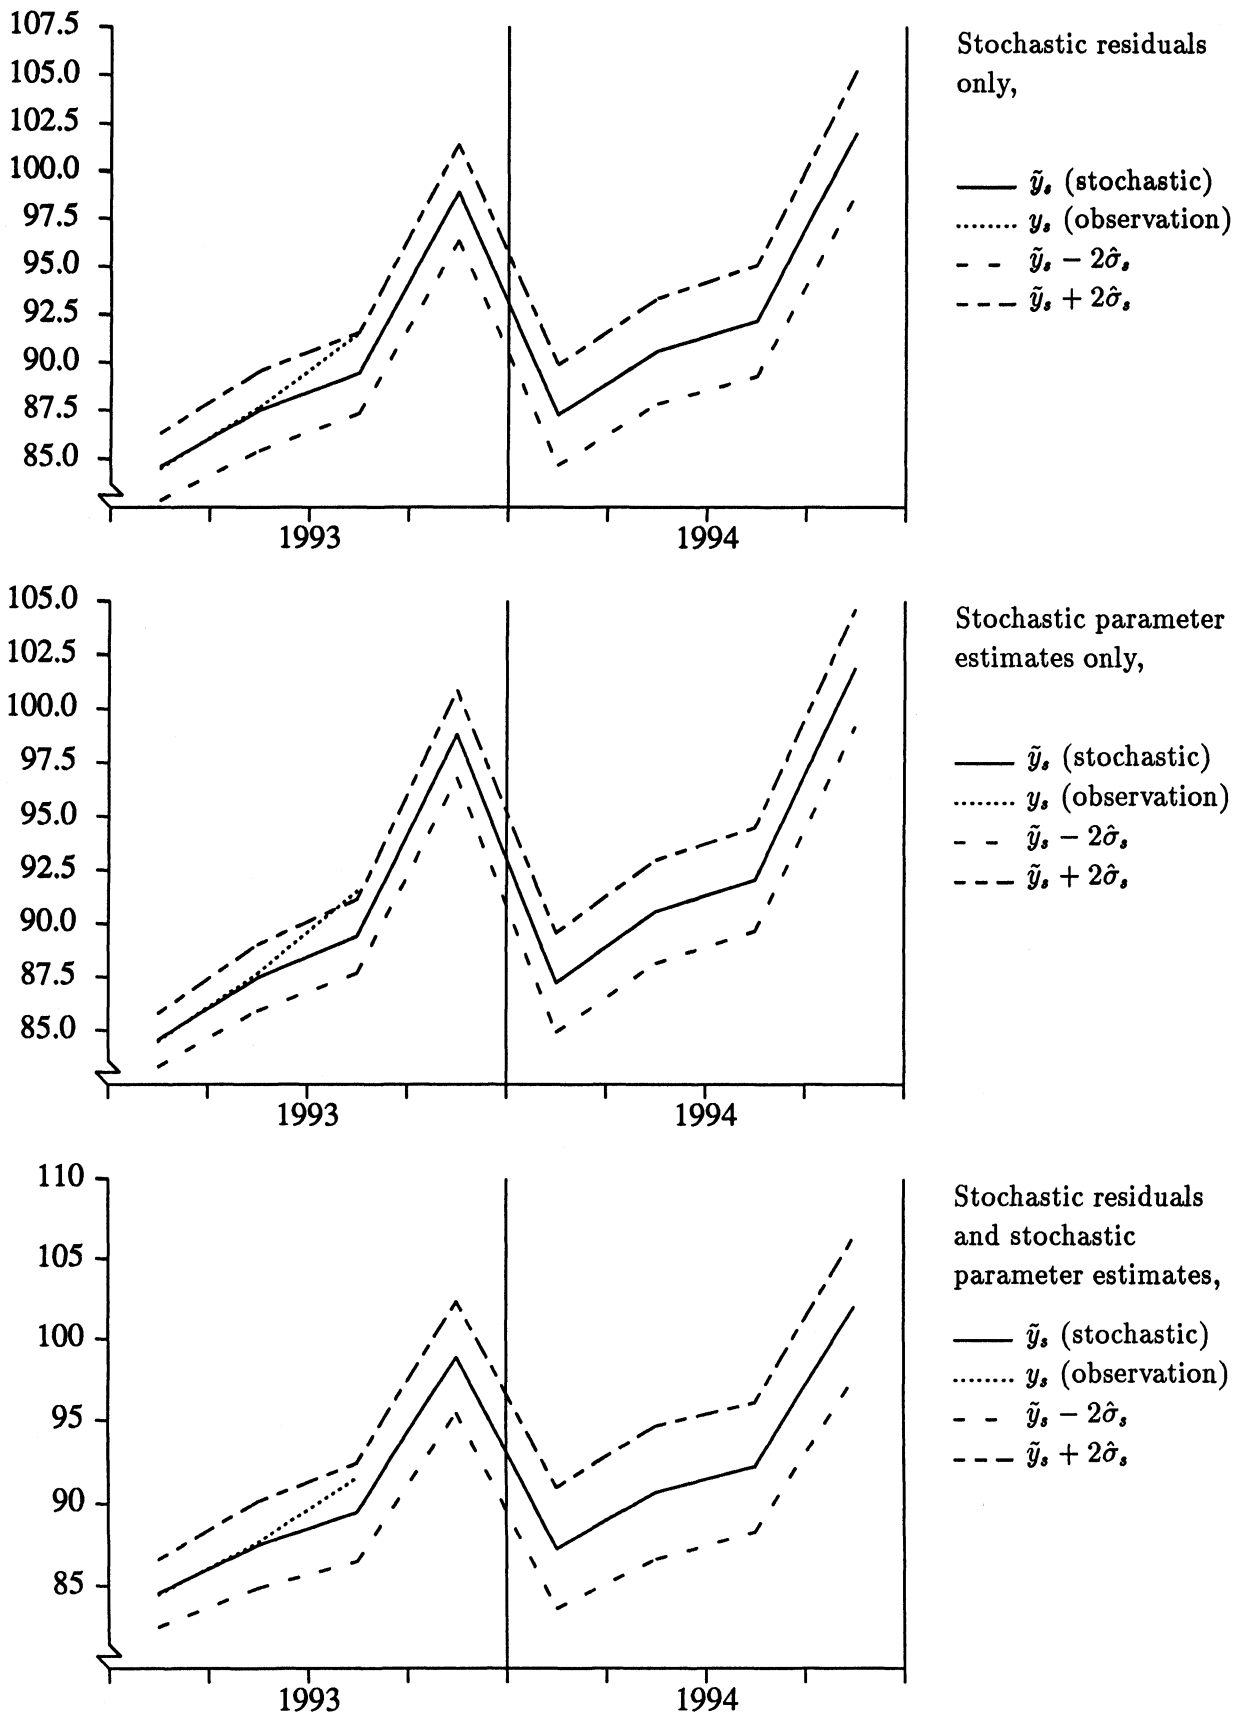 107.5
105.0
102.5
100.0
97.5
95.0
92.5
90.0
87.5
85.0
1993 1994
Stochastic residuals
only,
ỹₛ (stochastic)
yₛ (observation)
ỹₛ − 2σ̂ₛ
ỹₛ + 2σ̂ₛ
105.0
102.5
100.0
97.5
95.0
92.5
90.0
87.5
85.0
1993 1994
Stochastic parameter
estimates only,
ỹₛ (stochastic)
yₛ (observation)
ỹₛ − 2σ̂ₛ
ỹₛ + 2σ̂ₛ
110
105
100
95
90
85
1993 1994
Stochastic residuals
and stochastic
parameter estimates,
ỹₛ (stochastic)
yₛ (observation)
ỹₛ − 2σ̂ₛ
ỹₛ + 2σ̂ₛ